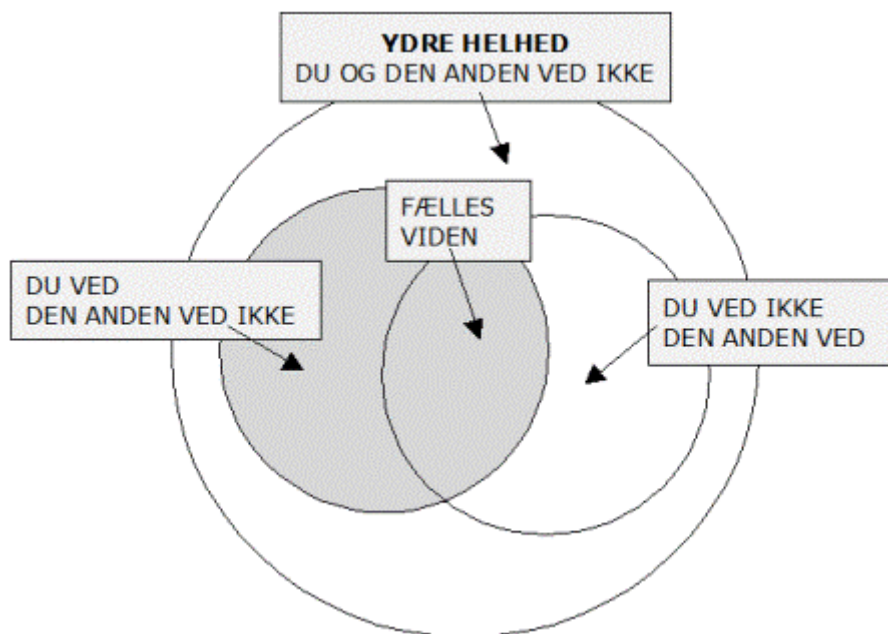 YDRE HELHED
DU OG DEN ANDEN VED IKKE
FÆLLES
VIDEN
DU VED
DEN ANDEN VED IKKE
DU VED IKKE
DEN ANDEN VED